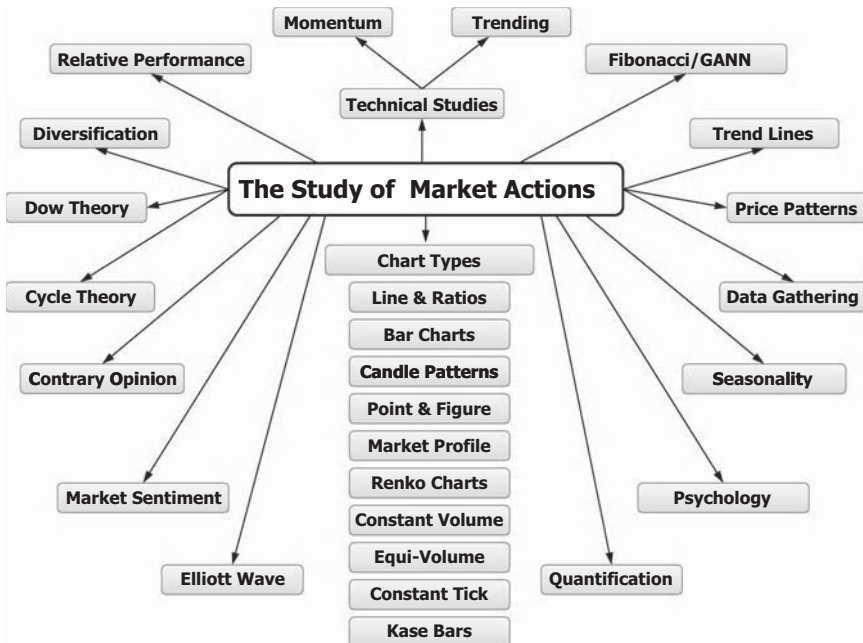 Momentum
Trending
Relative Performance
Fibonacci/GANN
Technical Studies
Diversification
Trend Lines
The Study of Market Actions
Dow Theory
Price Patterns
Chart Types
Cycle Theory
Line & Ratios
Data Gathering
Bar Charts
Contrary Opinion
Candle Patterns
Seasonality
Point & Figure
Market Profile
Renko Charts
Market Sentiment
Psychology
Constant Volume
Equi-Volume
Elliott Wave
Quantification
Constant Tick
Kase Bars